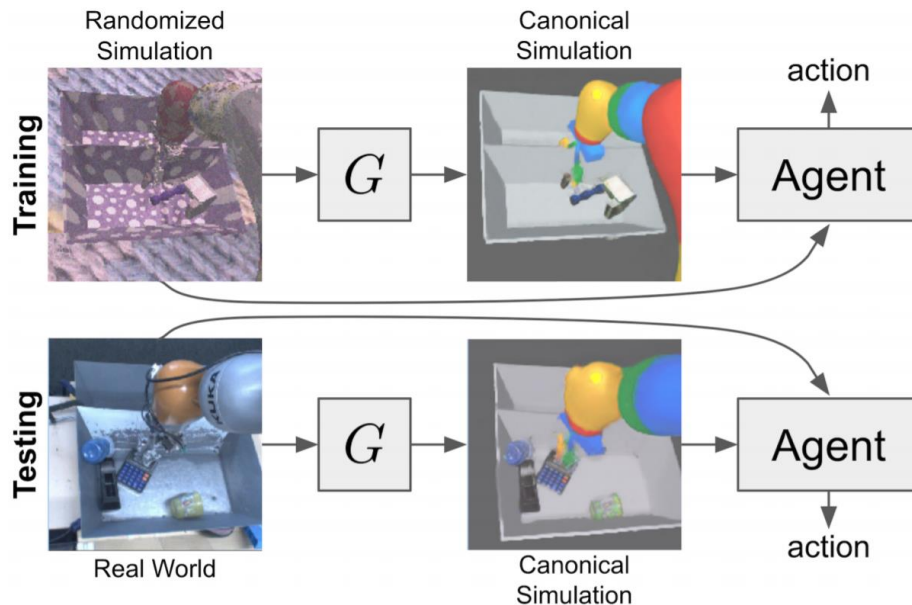 Randomized
Simulation
Canonical
Simulation
action
Training
G
Agent
Testing
KUKA
G
Agent
Real World
Canonical
Simulation
action